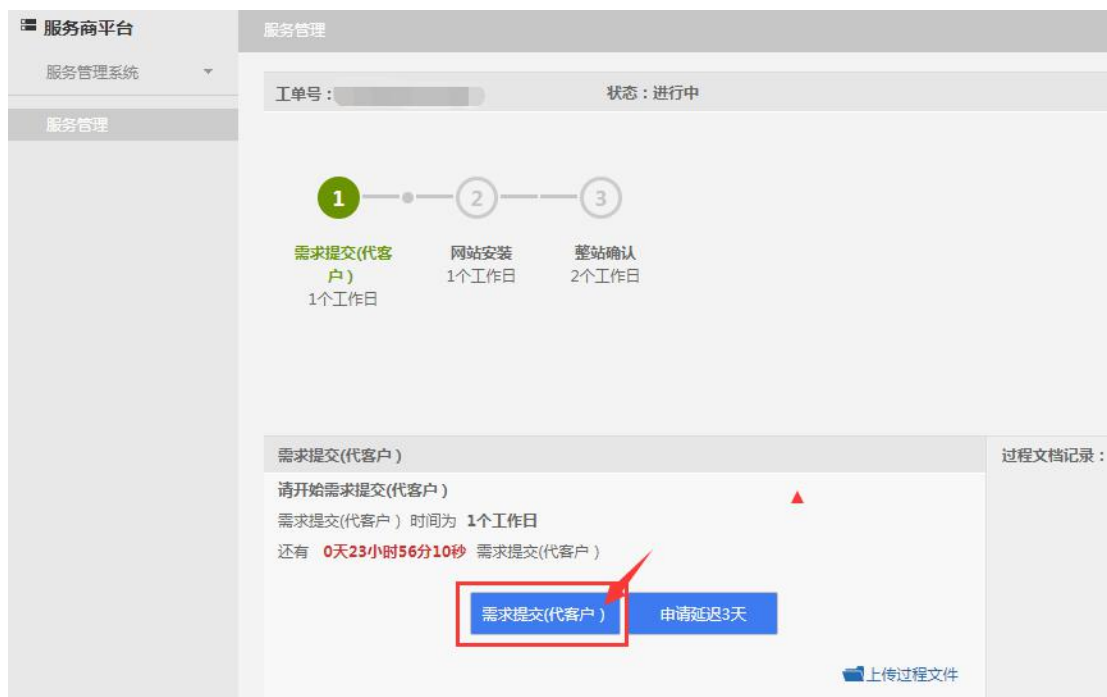 服务商平台
服务管理
服务管理系统
工单号：
状态：进行中
服务管理
1
2
3
需求提交(代客
户）
1个工作日
网站安装
1个工作日
整站确认
2个工作日
需求提交(代客户）
过程文档记录：
请开始需求提交(代客户）
需求提交(代客户） 时间为 1个工作日
还有 0天23小时56分10秒 需求提交(代客户）
需求提交(代客户）
申请延迟3天
上传过程文件